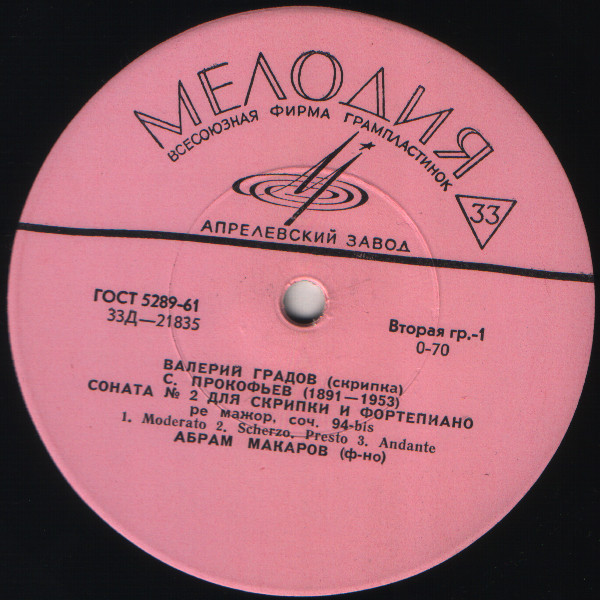 МЕЛОДИЯ
ВСЕСОЮЗНАЯ ФИРМА ГРАМПЛАСТИНОК
33
АПРЕЛЕВСКИЙ ЗАВОД
ГОСТ 5289-61
33Д—21835
Вторая гр.-1
0-70
ВАЛЕРИЙ ГРАДОВ (скрипка)
С. ПРОКОФЬЕВ (1891—1953)
СОНАТА № 2 ДЛЯ СКРИПКИ И ФОРТЕПИАНО
ре мажор, соч. 94-bis
1. Moderato 2. Scherzo. Presto 3. Andante
АБРАМ МАКАРОВ (ф-но)